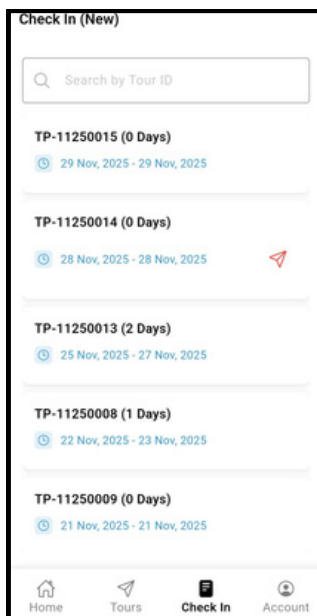 Check In (New)
Search by Tour ID
TP-11250015 (0 Days)
29 Nov, 2025 - 29 Nov, 2025
TP-11250014 (0 Days)
28 Nov, 2025 - 28 Nov, 2025
TP-11250013 (2 Days)
25 Nov, 2025 - 27 Nov, 2025
TP-11250008 (1 Days)
22 Nov, 2025 - 23 Nov, 2025
TP-11250009 (0 Days)
21 Nov, 2025 - 21 Nov, 2025
Home Tours Check In Account